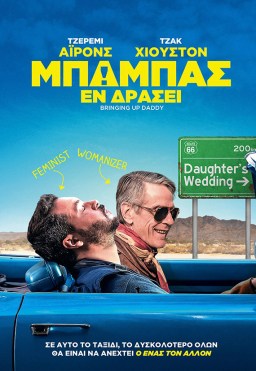 ΤΖΕΡΕΜΙ ΤΖΑΚ
ΑΪΡΟΝΣ ΧΙΟΥΣΤΟΝ
ΜΠΑΜΠΑΣ
ΕΝ ΔΡΑΣΕΙ
BRINGING UP DADDY
FEMINIST WOMANIZER
66
200
Daughter's
Wedding →
ΣΕ ΑΥΤΟ ΤΟ ΤΑΞΙΔΙ, ΤΟ ΔΥΣΚΟΛΟΤΕΡΟ ΟΛΩΝ
ΘΑ ΕΙΝΑΙ ΝΑ ΑΝΕΧΤΕΙ Ο ΕΝΑΣ ΤΟΝ ΑΛΛΟΝ